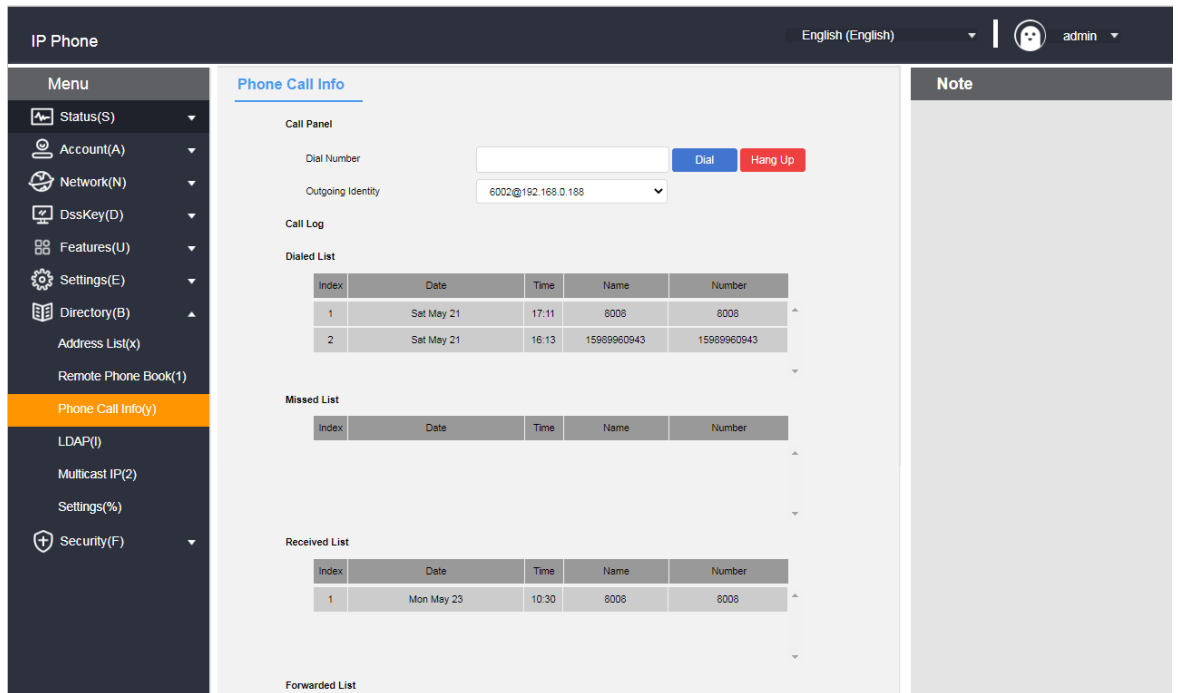 IP Phone
English (English)
admin
Menu
Status(S)
Account(A)
Network(N)
DssKey(D)
Features(U)
Settings(E)
Directory(B)
Address List(x)
Remote Phone Book(1)
Phone Call Info(y)
LDAP(l)
Multicast IP(2)
Settings(%)
Security(F)
Phone Call Info
Call Panel
Dial Number Dial Hang Up
Outgoing Identity 6002@192.168.0.188
Call Log
Dialed List
Index Date Time Name Number
1 Sat May 21 17:11 8008 8008
2 Sat May 21 16:13 15989960943 15989960943
Missed List
Index Date Time Name Number
Received List
Index Date Time Name Number
1 Mon May 23 10:30 8008 8008
Forwarded List
Note